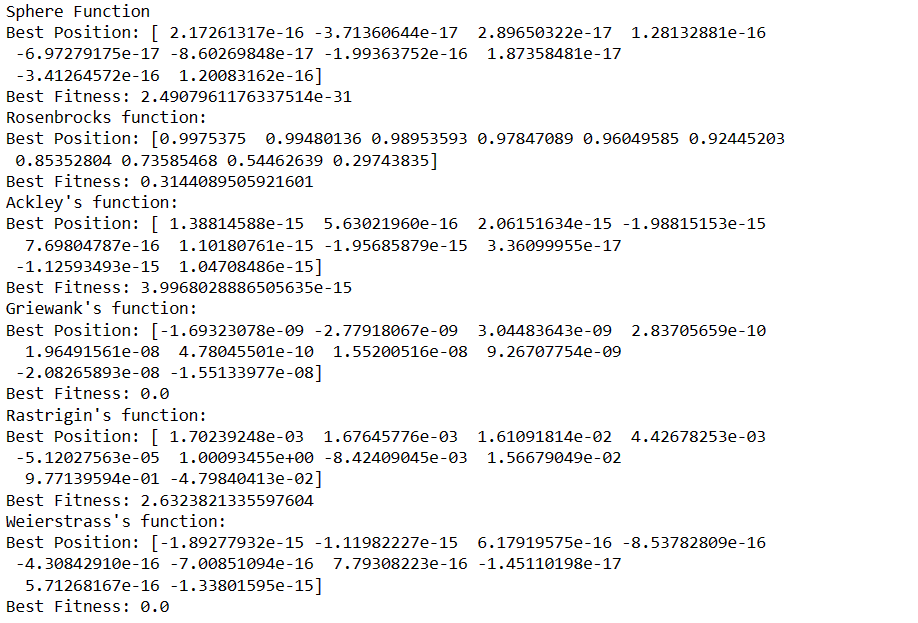 Sphere Function
Best Position: [ 2.17261317e-16 -3.71360644e-17  2.89650322e-17  1.28132881e-16
 -6.97279175e-17 -8.60269848e-17 -1.99363752e-16  1.87358481e-17
 -3.41264572e-16  1.20083162e-16]
Best Fitness: 2.4907961176337514e-31
Rosenbrocks function:
Best Position: [0.9975375  0.99480136 0.98953593 0.97847089 0.96049585 0.92445203
 0.85352804 0.73585468 0.54462639 0.29743835]
Best Fitness: 0.3144089505921601
Ackley's function:
Best Position: [ 1.38814588e-15  5.63021960e-16  2.06151634e-15 -1.98815153e-15
  7.69804787e-16  1.10180761e-15 -1.95685879e-15  3.36099955e-17
 -1.12593493e-15  1.04708486e-15]
Best Fitness: 3.9968028886505635e-15
Griewank's function:
Best Position: [-1.69323078e-09 -2.77918067e-09  3.04483643e-09  2.83705659e-10
  1.96491561e-08  4.78045501e-10  1.55200516e-08  9.26707754e-09
 -2.08265893e-08 -1.55133977e-08]
Best Fitness: 0.0
Rastrigin's function:
Best Position: [ 1.70239248e-03  1.67645776e-03  1.61091814e-02  4.42678253e-03
 -5.12027563e-05  1.00093455e+00 -8.42409045e-03  1.56679049e-02
  9.77139594e-01 -4.79840413e-02]
Best Fitness: 2.6323821335597604
Weierstrass's function:
Best Position: [-1.89277932e-15 -1.11982227e-15  6.17919575e-16 -8.53782809e-16
 -4.30842910e-16 -7.00851094e-16  7.79308223e-16 -1.45110198e-17
  5.71268167e-16 -1.33801595e-15]
Best Fitness: 0.0